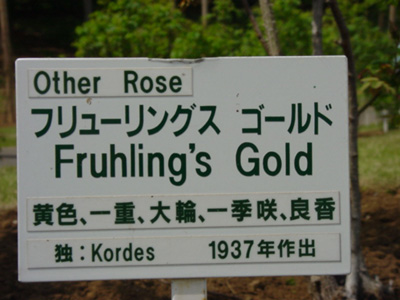 Other Rose
フリューリングス ゴールド
Fruhling's Gold
黄色、一重、大輪、一季咲、良香
独：Kordes 1937年作出